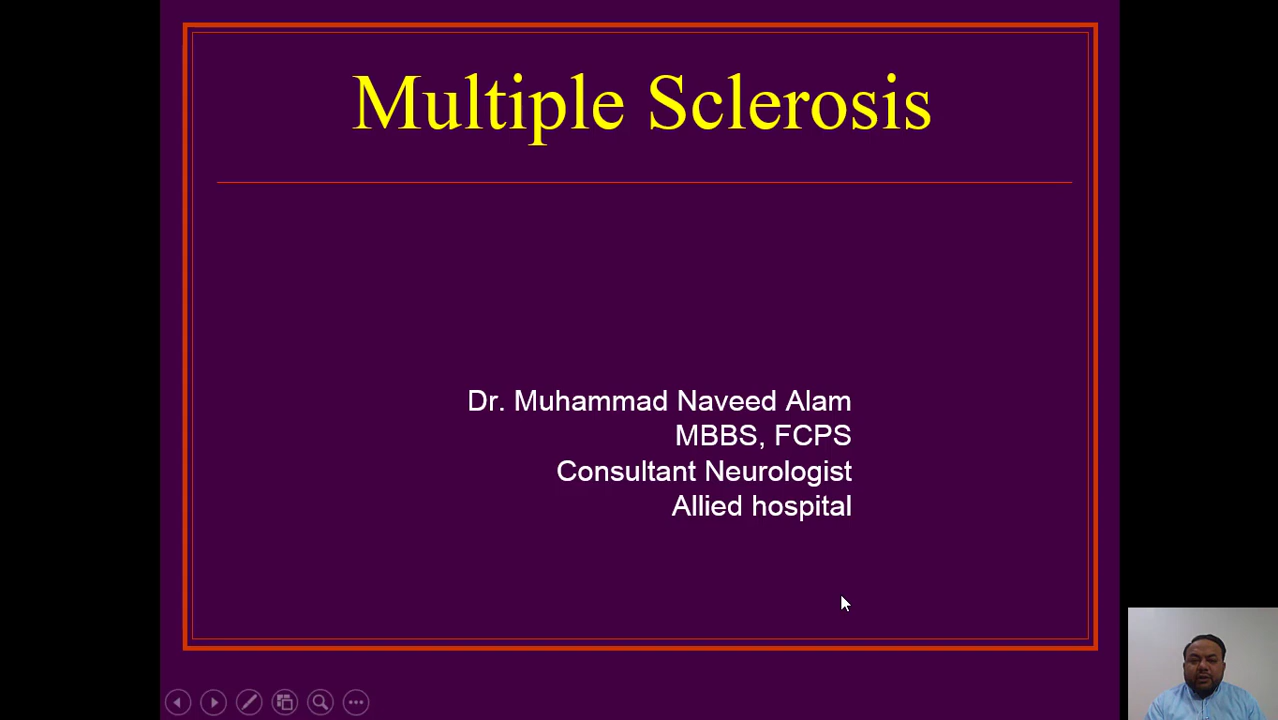 Multiple Sclerosis
Dr. Muhammad Naveed Alam
MBBS, FCPS
Consultant Neurologist
Allied hospital